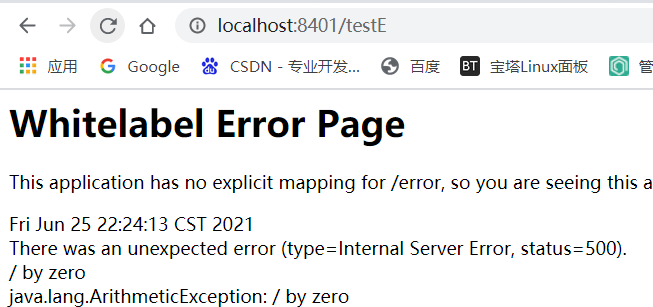 localhost:8401/testE
应用 Google CSDN - 专业开发... 百度 BT 宝塔Linux面板 管
Whitelabel Error Page
This application has no explicit mapping for /error, so you are seeing this a
Fri Jun 25 22:24:13 CST 2021
There was an unexpected error (type=Internal Server Error, status=500).
/ by zero
java.lang.ArithmeticException: / by zero